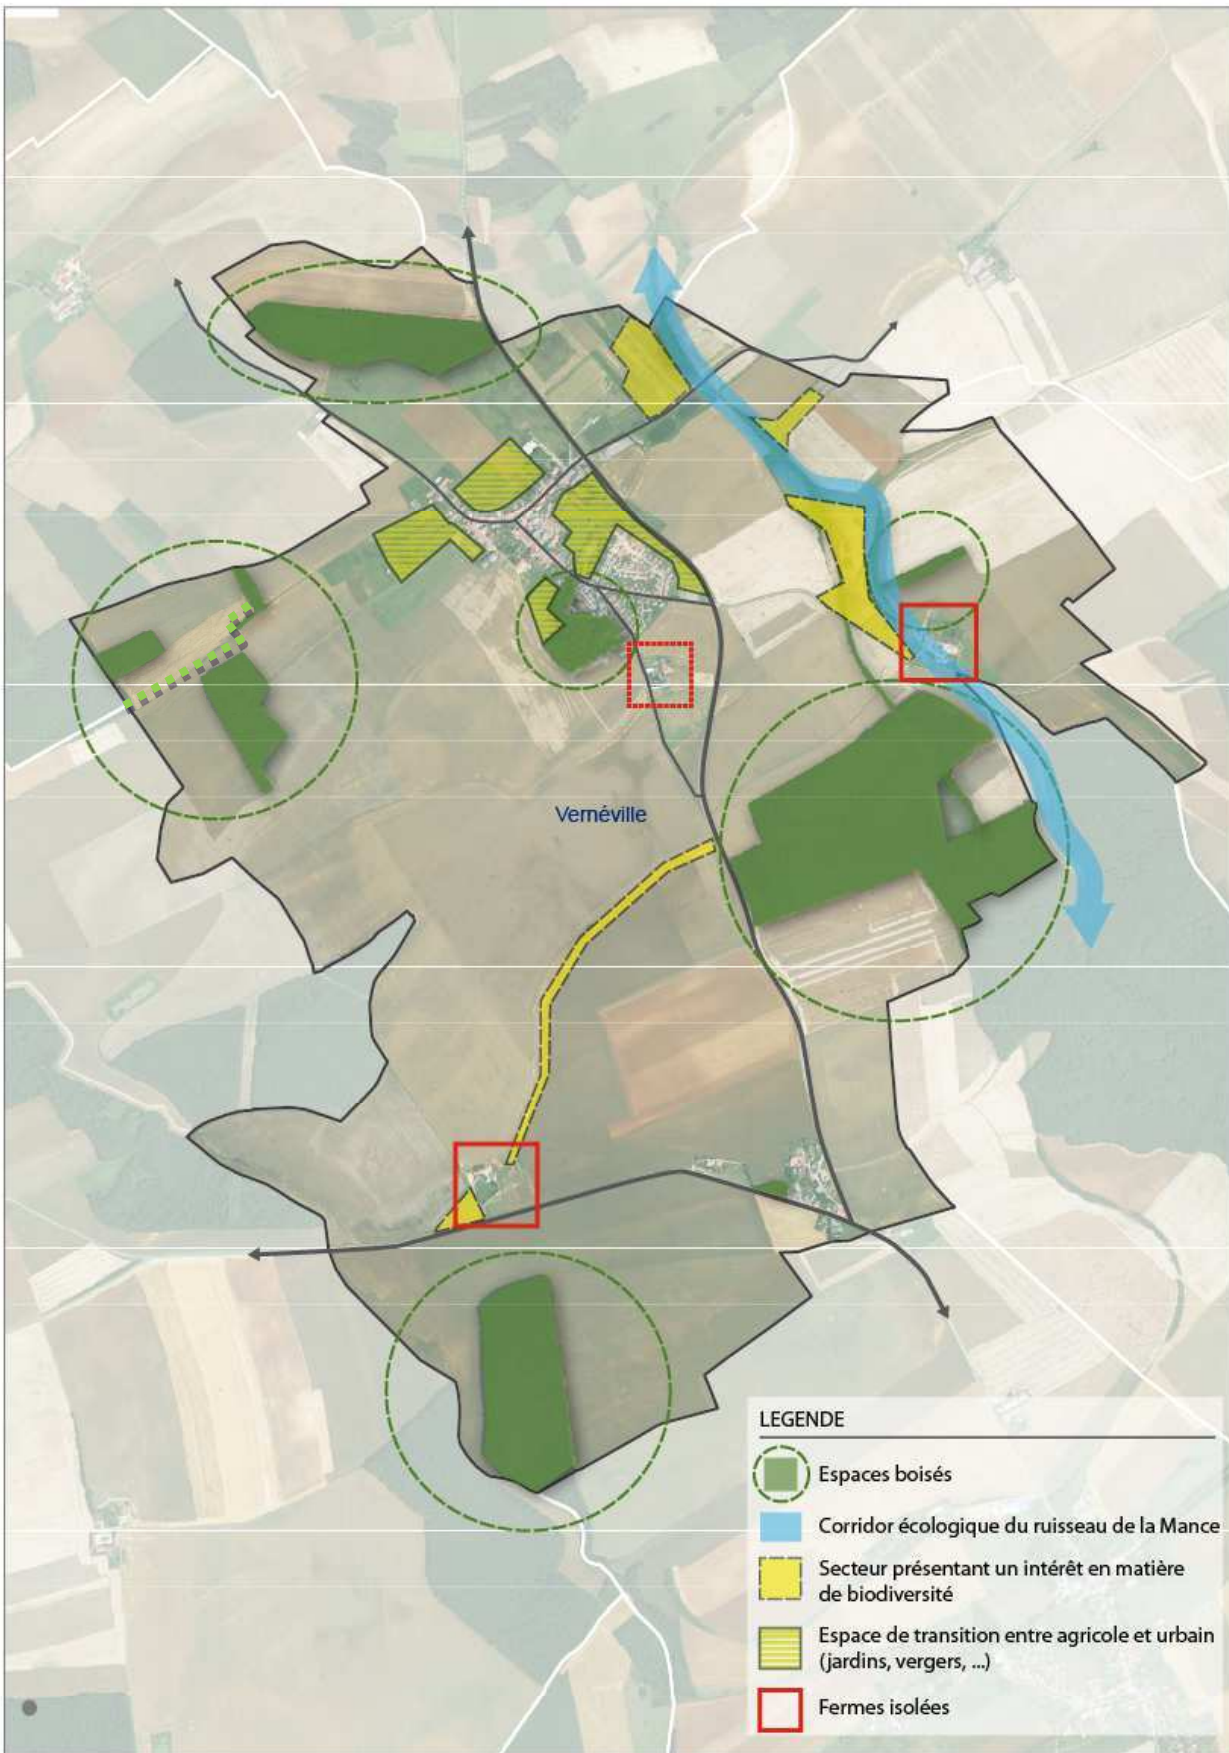 Vernéville
LEGENDE
Espaces boisés
Corridor écologique du ruisseau de la Mance
Secteur présentant un intérêt en matière
de biodiversité
Espace de transition entre agricole et urbain
(jardins, vergers, ...)
Fermes isolées